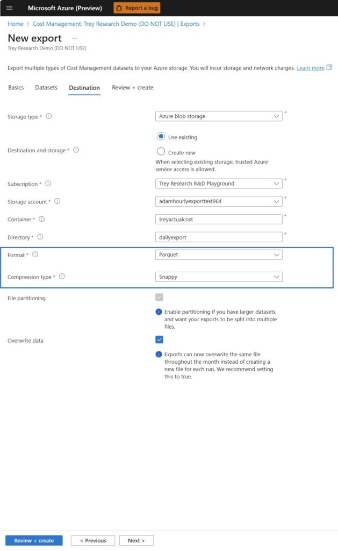 Microsoft Azure (Preview) Report a bug
Home > Cost Management: Trey Research Demo (DO NOT USE) | Exports >
New export ...
Trey Research Demo (DO NOT USE)
Export multiple types of Cost Management datasets to your Azure storage. You will incur storage and network charges. Learn more
Basics Datasets Destination Review + create
Storage type * Azure blob storage
Use existing
Destination and storage *
Create new
When selecting existing storage, trusted Azure
service access is allowed.
Subscription * Trey Research R&D Playground
Storage account * adamhourlyexporttest964
Container * treyactualcost
Directory * dailyexport
Format * Parquet
Compression type * Snappy
File partitioning
Enable partitioning if you have larger datasets
and want your exports to be split into multiple
files.
Overwrite data
Exports can now overwrite the same file
throughout the month instead of creating a
new file for each run. We recommend setting
this to true.
Review + create < Previous Next >